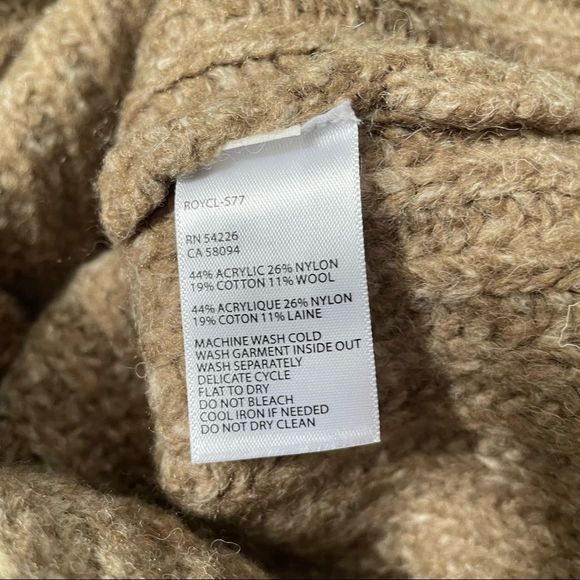 ROYCL-S77
RN 54226
CA 58094
44% ACRYLIC 26% NYLON
19% COTTON 11% WOOL
44% ACRYLIQUE 26% NYLON
19% COTON 11% LAINE
MACHINE WASH COLD
WASH GARMENT INSIDE OUT
WASH SEPARATELY
DELICATE CYCLE
FLAT TO DRY
DO NOT BLEACH
COOL IRON IF NEEDED
DO NOT DRY CLEAN